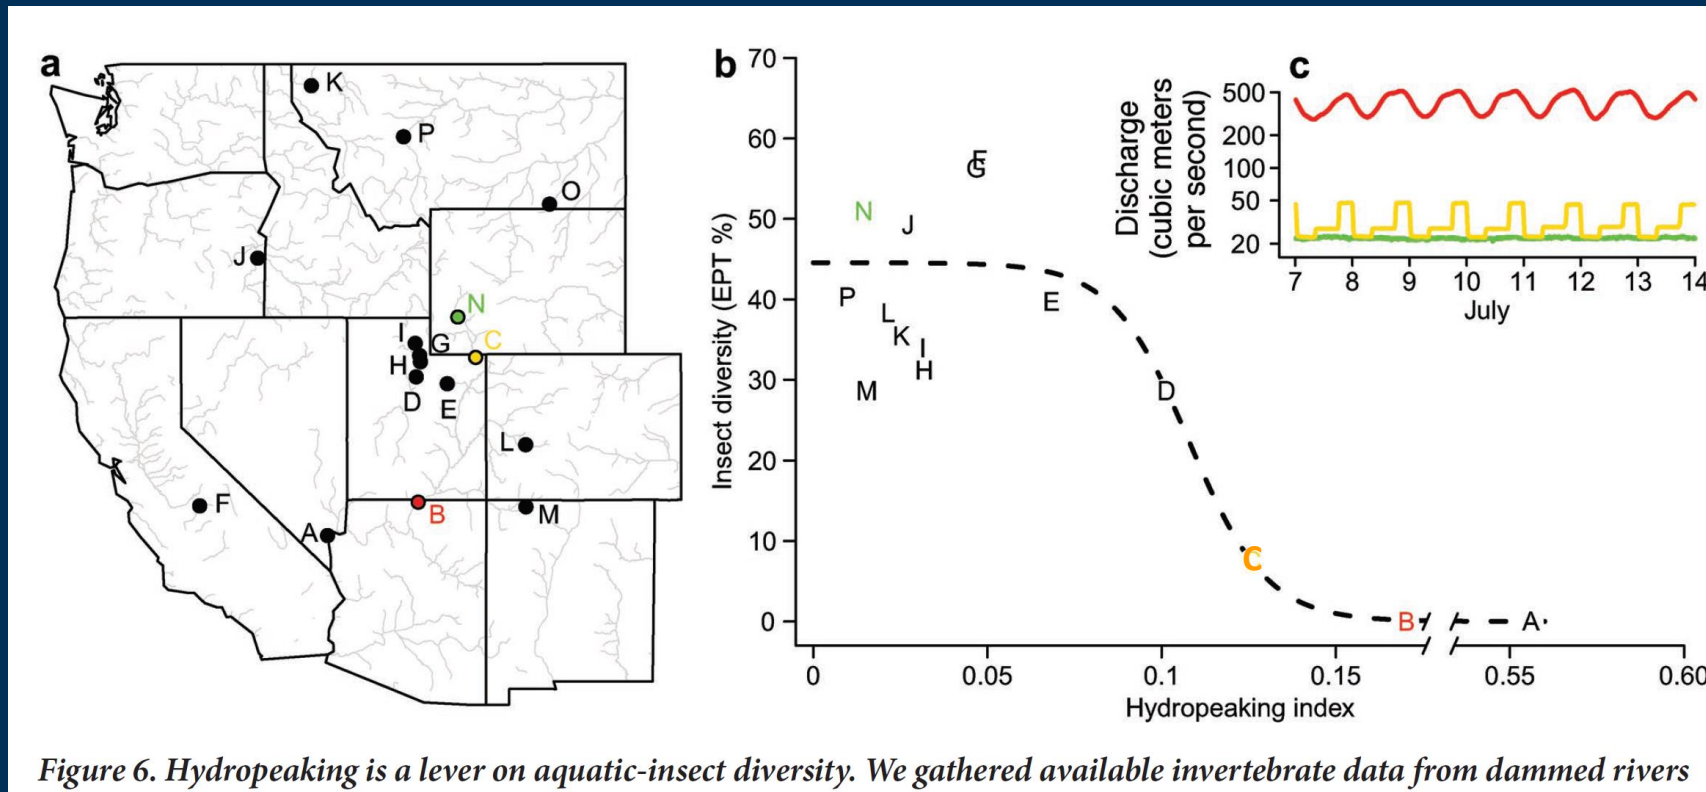 a
K
P
O
J
N
I
G
C
H
D
E
L
F
B
M
A
b
Insect diversity (EPT %)
70
60
50
40
30
20
10
0
F
G
N
J
P
L
K
I
H
M
E
D
C
B
A
0
0.05
0.1
0.15
0.55
0.60
Hydropeaking index
c
Discharge
(cubic meters
per second)
500
200
100
50
20
7
8
9
10
11
12
13
14
July
Figure 6. Hydropeaking is a lever on aquatic-insect diversity. We gathered available invertebrate data from dammed rivers